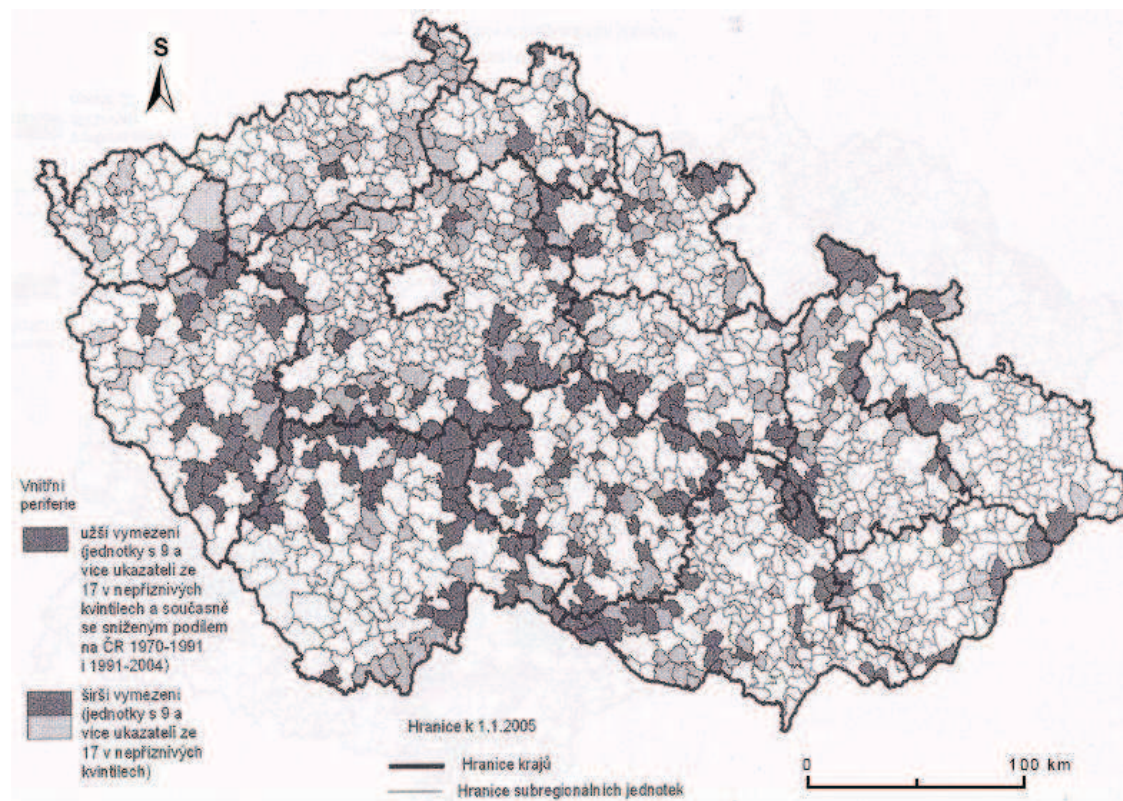 S
Vnitřní
periferie
užší vymezení
(jednotky s 9 a
více ukazateli ze
17 v nepříznivých
kvintilech a současně
se sníženým podílem
na ČR 1970-1991
i 1991-2004)
širší vymezení
(jednotky s 9 a
více ukazateli ze
17 v nepříznivých
kvintilech)
Hranice k 1.1.2005
Hranice krajů
Hranice subregionálních jednotek
0 100 km